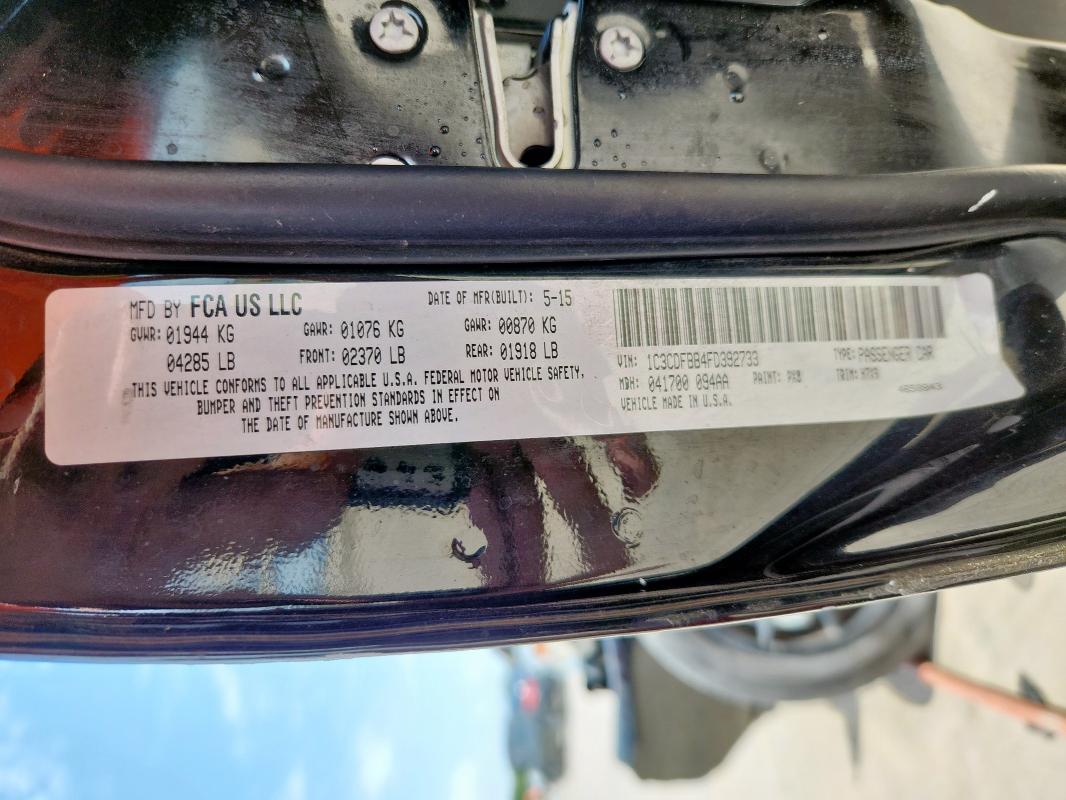 MFD BY FCA US LLC
DATE OF MFR(BUILT): 5-15
GVWR: 01944 KG
GAWR: 01076 KG
GAWR: 00870 KG
04285 LB
FRONT: 02370 LB
REAR: 01918 LB
THIS VEHICLE CONFORMS TO ALL APPLICABLE U.S.A. FEDERAL MOTOR VEHICLE SAFETY,
BUMPER AND THEFT PREVENTION STANDARDS IN EFFECT ON
THE DATE OF MANUFACTURE SHOWN ABOVE.
VIN: 1C3CDFBB4FD392733
TYPE: PASSENGER CAR
MDH: 041700 094AA
PAINT: PX8
TRIM: H7X9
VEHICLE MADE IN U.S.A.